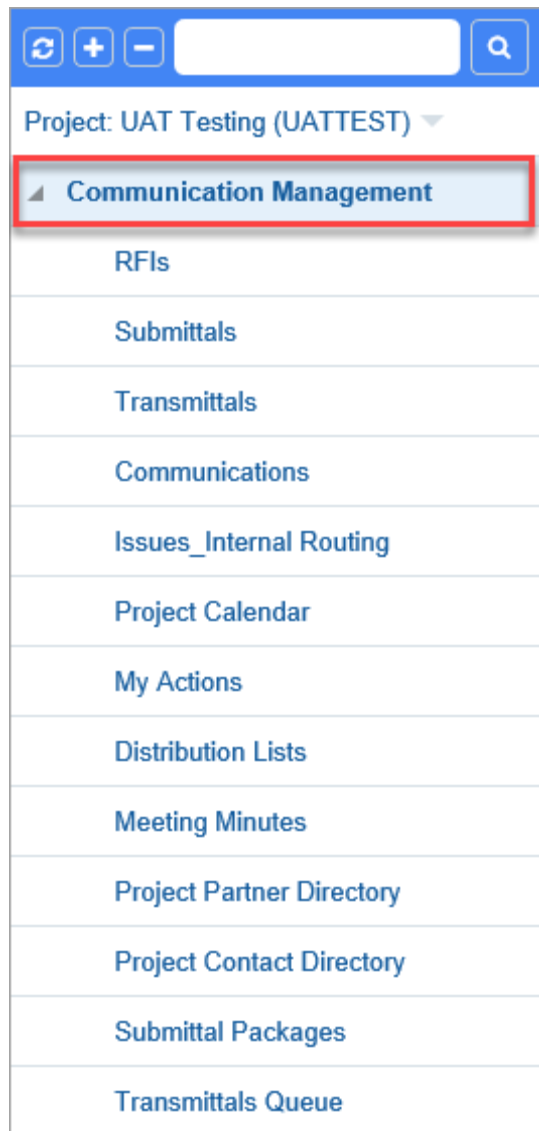 Project: UAT Testing (UATTEST)
Communication Management
RFIs
Submittals
Transmittals
Communications
Issues_Internal Routing
Project Calendar
My Actions
Distribution Lists
Meeting Minutes
Project Partner Directory
Project Contact Directory
Submittal Packages
Transmittals Queue